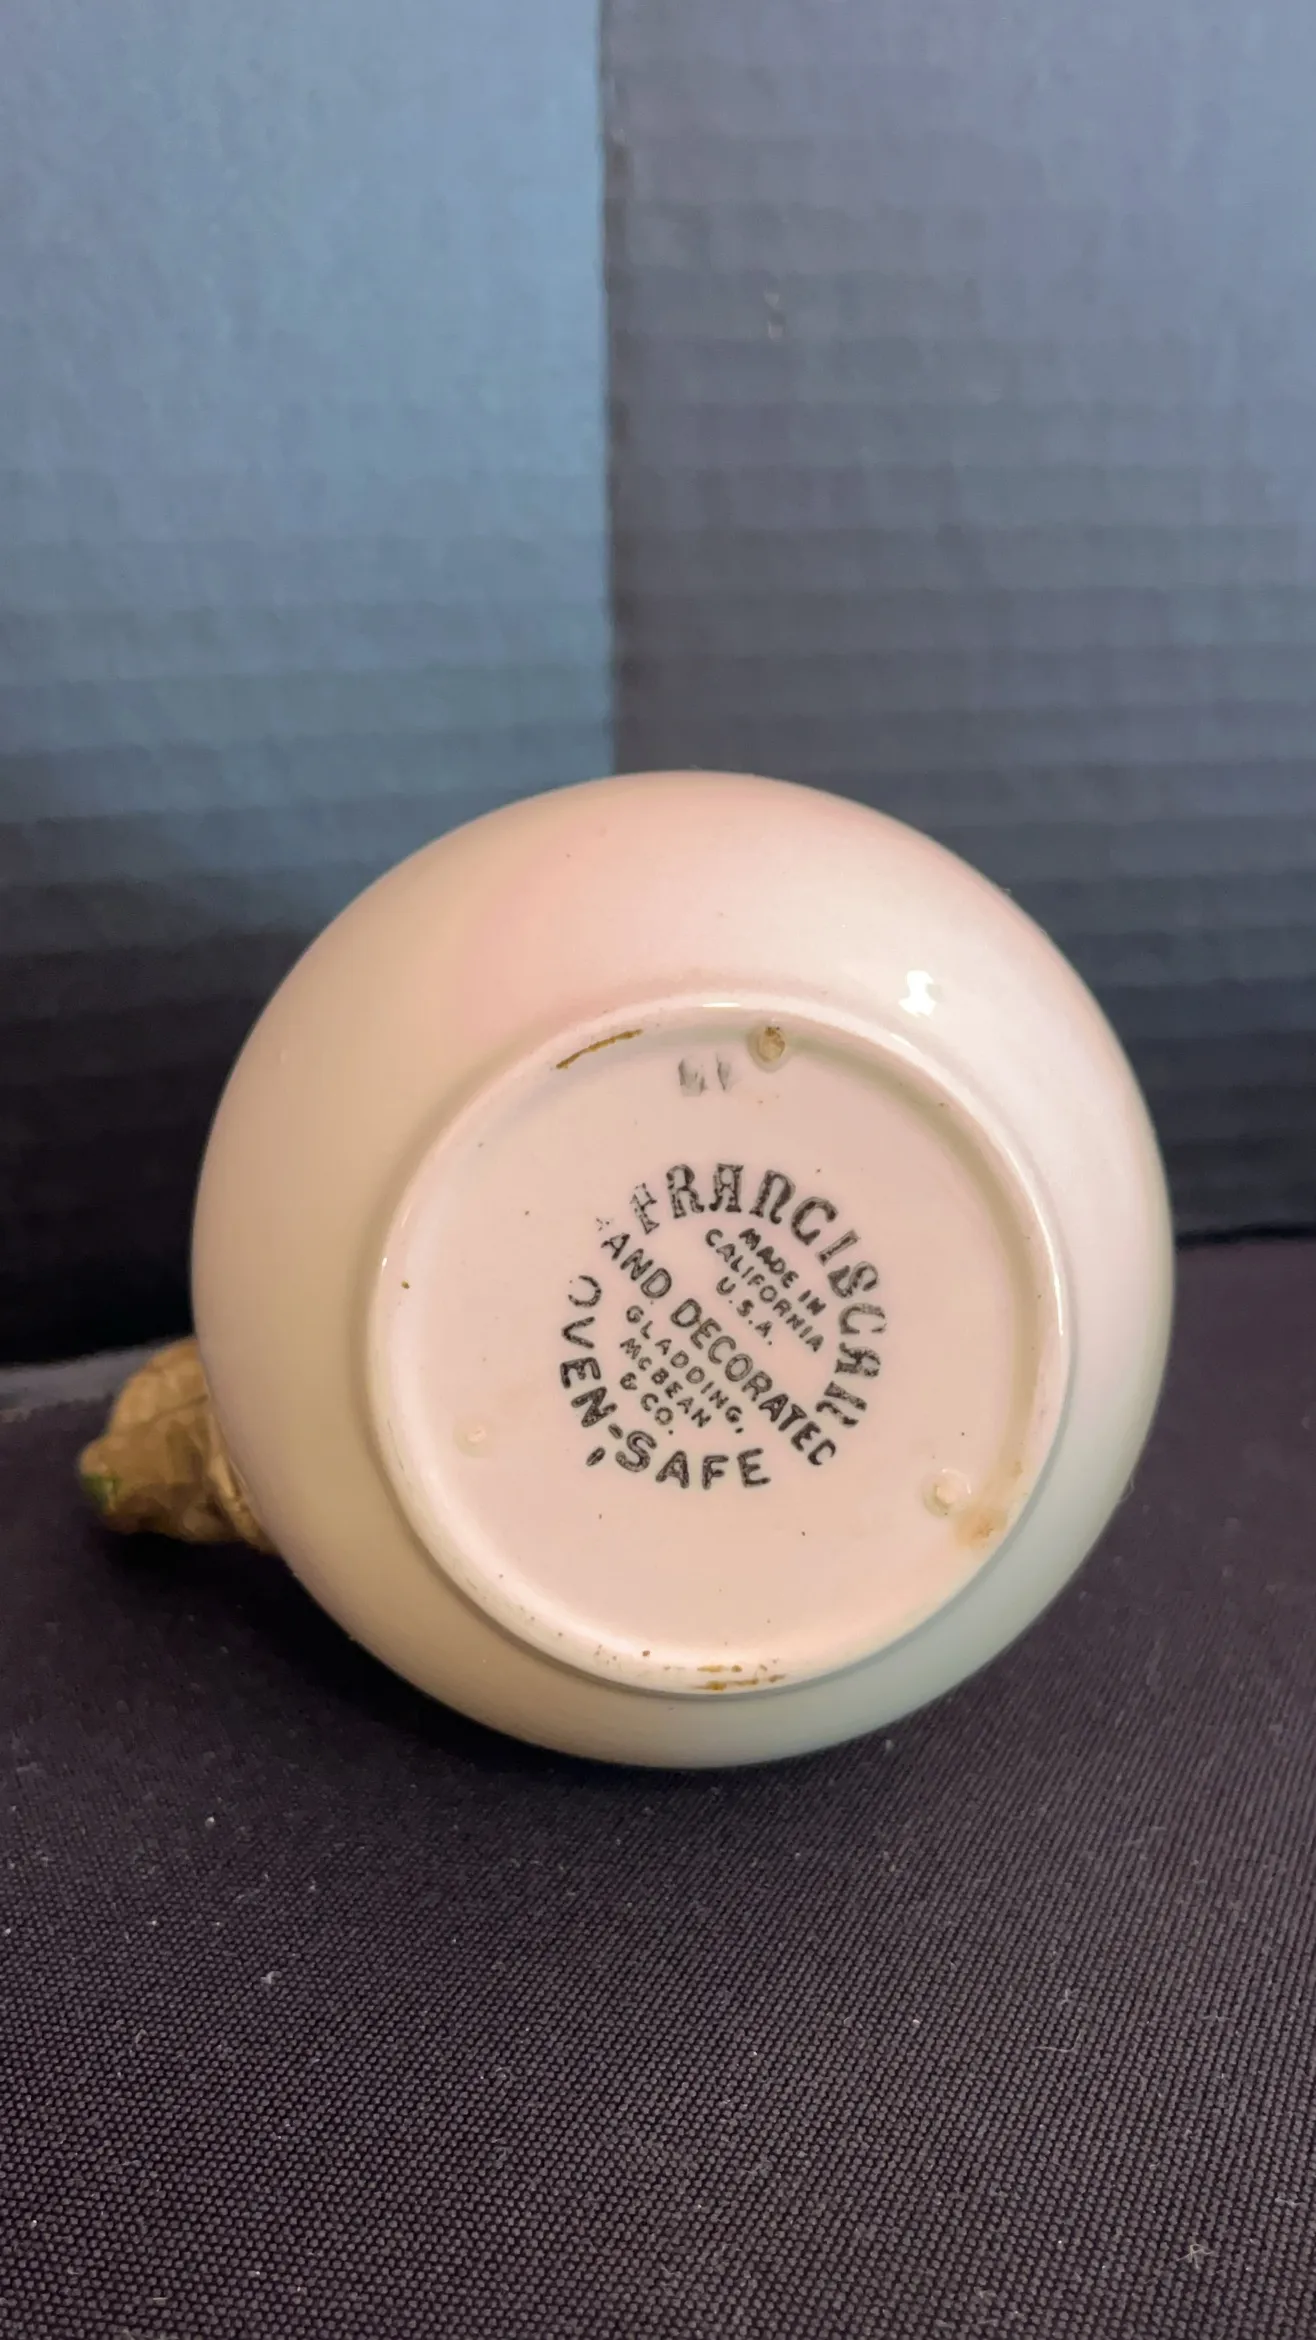 FRANCISCAN
MADE IN
CALIFORNIA
U.S.A.
AND DECORATED
GLADDING,
McBEAN
& CO.
OVEN-SAFE